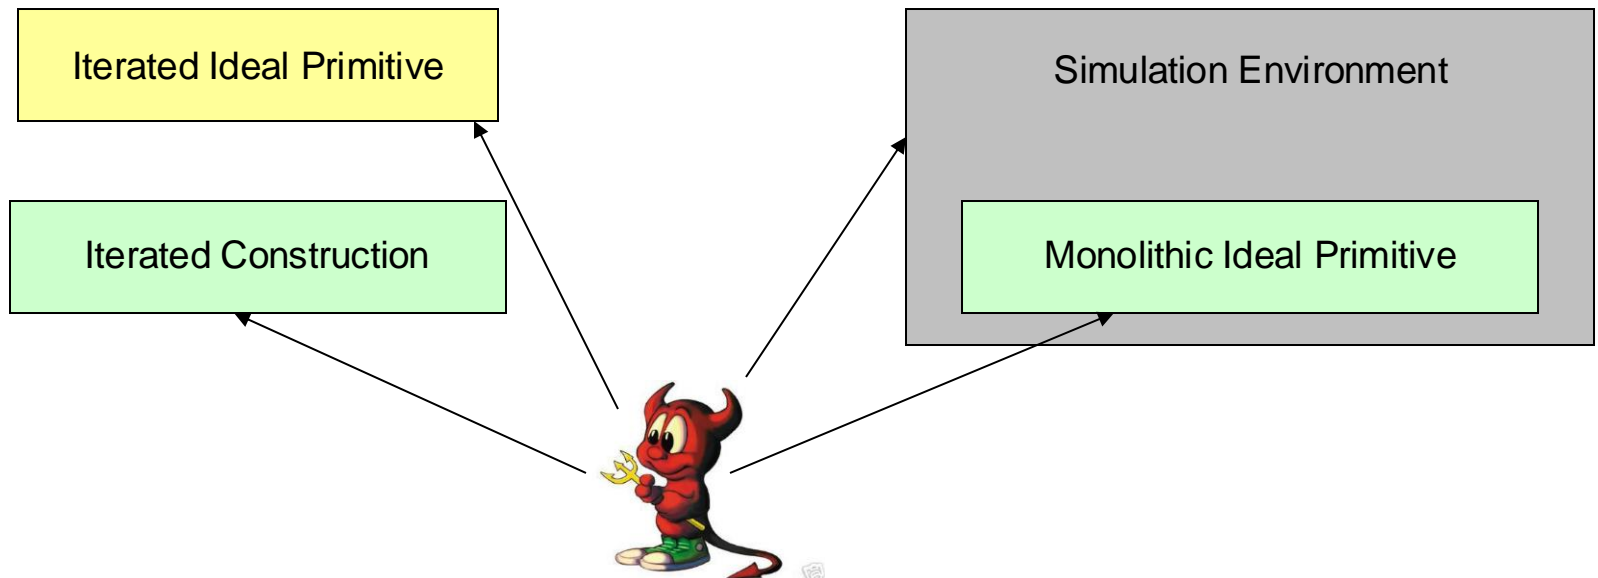 Iterated Ideal Primitive
Simulation Environment
Iterated Construction
Monolithic Ideal Primitive